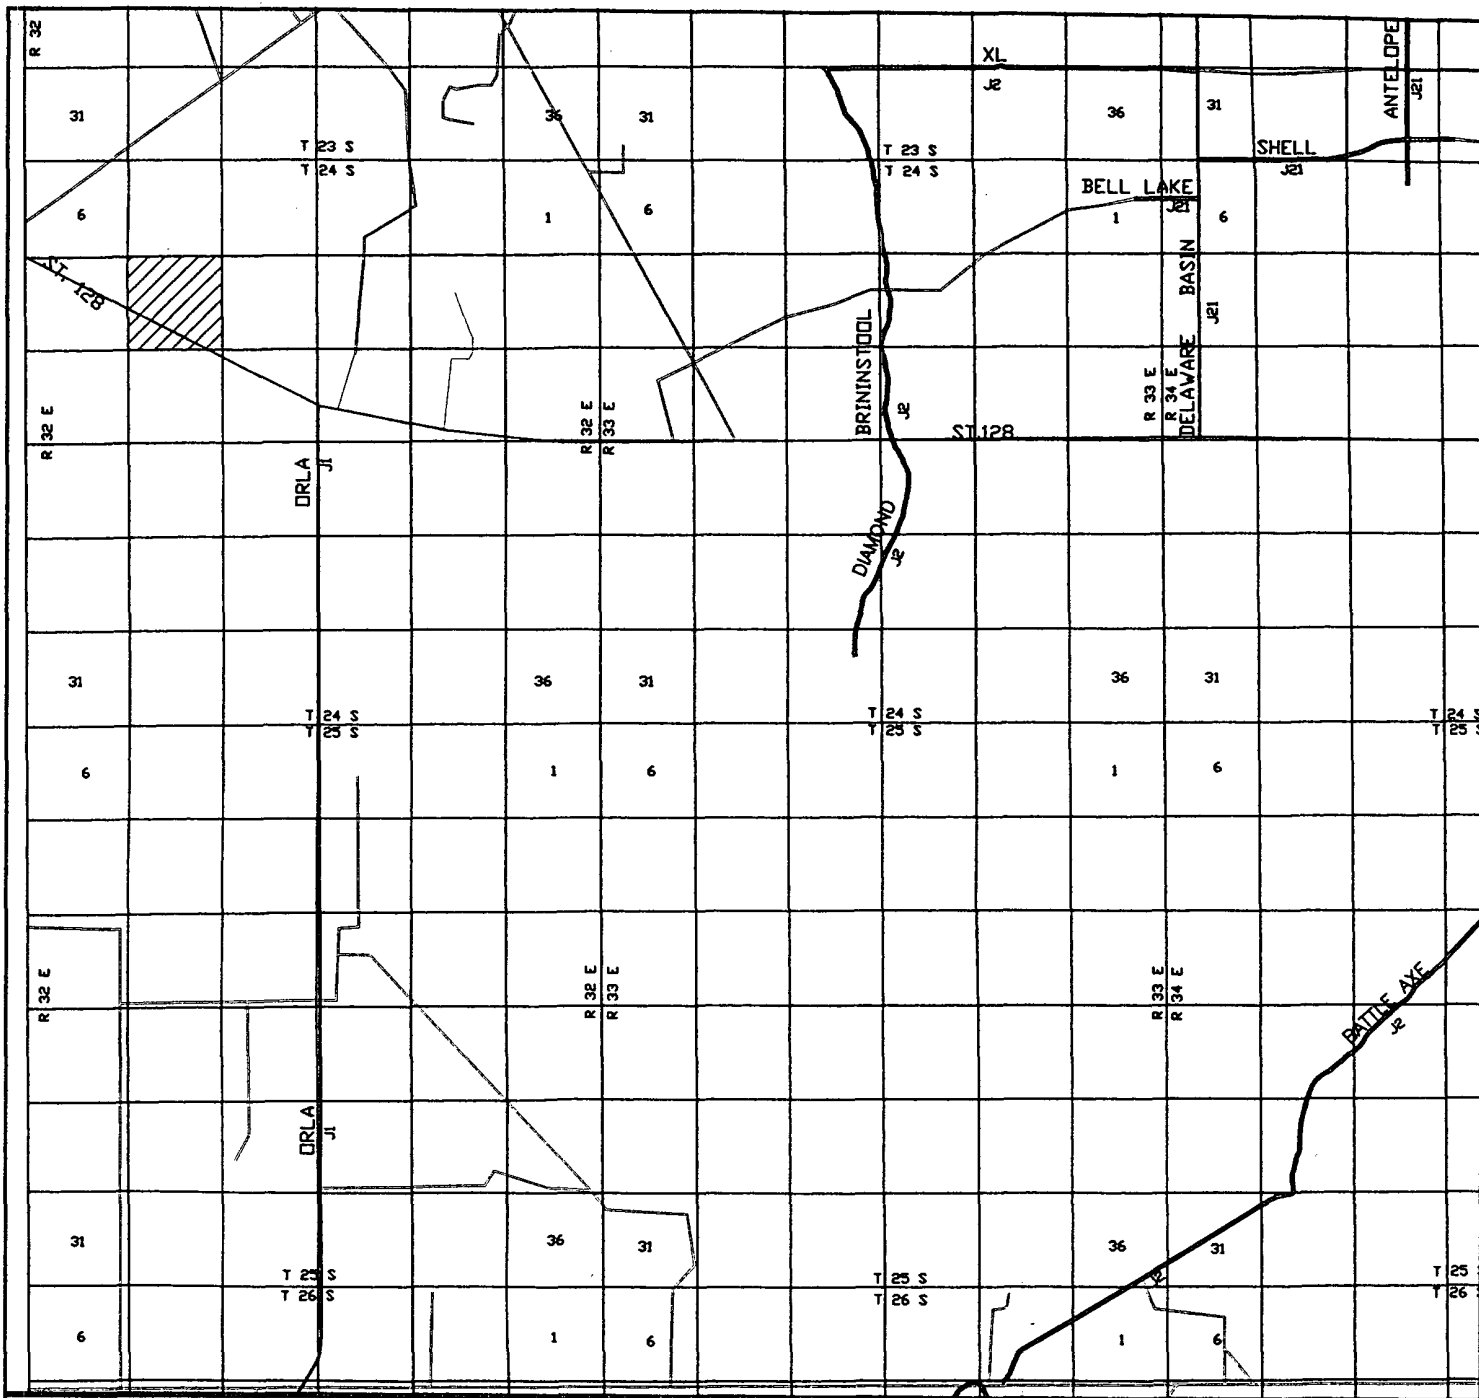 R 32
XL
J2
ANTELOPE
J21
31
36
31
36
31
T 23 S
T 24 S
T 23 S
T 24 S
SHELL
J21
BELL LAKE
J21
6
1
6
1
6
ST. 128
DELAWARE BASIN
J21
BRININSTOOL
J2
R 32 E
R 32 E
R 33 E
R 33 E
R 34 E
ST 128
ORLA
J1
DIAMOND
J2
31
36
31
36
31
T 24 S
T 25 S
T 24 S
T 25 S
T 24 S
T 25 S
6
1
6
1
6
R 32 E
R 32 E
R 33 E
R 33 E
R 34 E
BATTLE AXE
J2
ORLA
J1
31
36
31
36
31
T 25 S
T 26 S
T 25 S
T 26 S
J2
T 25
T 26
6
1
6
1
6